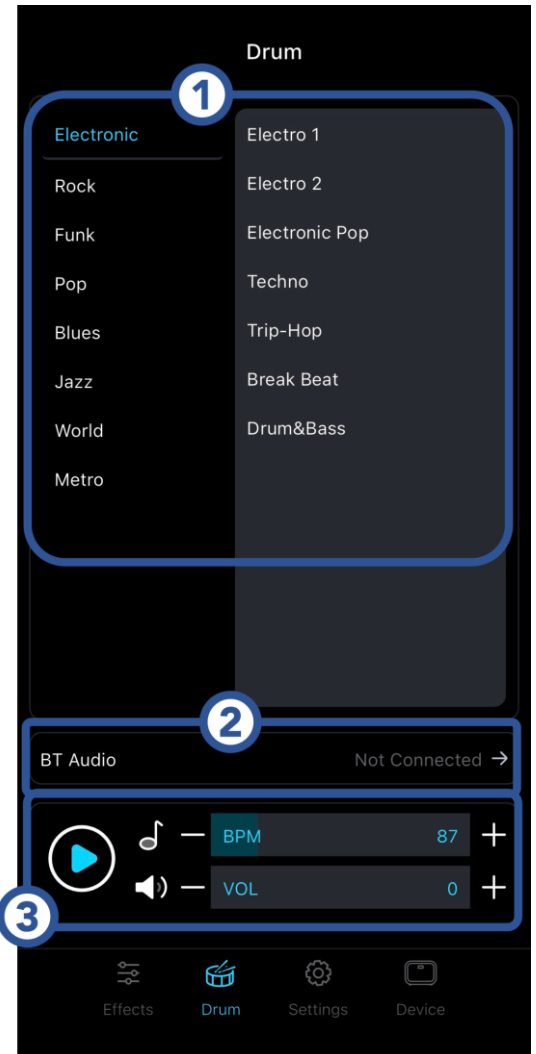 Drum
1
Electronic
Rock
Funk
Pop
Blues
Jazz
World
Metro
Electro 1
Electro 2
Electronic Pop
Techno
Trip-Hop
Break Beat
Drum&Bass
2
BT Audio Not Connected →
3
BPM 87
VOL 0
Effects Drum Settings Device